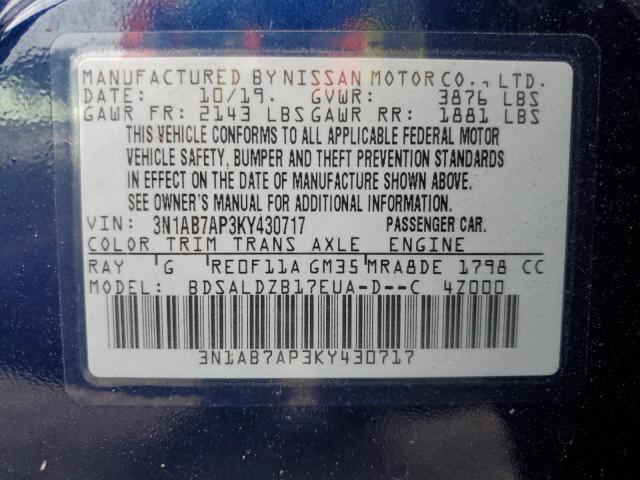 MANUFACTURED BY NISSAN MOTOR CO., LTD.
DATE: 10/19. GVWR: 3876 LBS
GAWR FR: 2143 LBS GAWR RR: 1881 LBS
THIS VEHICLE CONFORMS TO ALL APPLICABLE FEDERAL MOTOR
VEHICLE SAFETY, BUMPER AND THEFT PREVENTION STANDARDS
IN EFFECT ON THE DATE OF MANUFACTURE SHOWN ABOVE.
SEE OWNER'S MANUAL FOR ADDITIONAL INFORMATION.
VIN: 3N1AB7AP3KY430717 PASSENGER CAR.
COLOR TRIM TRANS AXLE ENGINE
RAY G RE0F11A GM35 MRA8DE 1798 CC
MODEL: BDSALDZB17EUA-D--C 4Z000
3N1AB7AP3KY430717